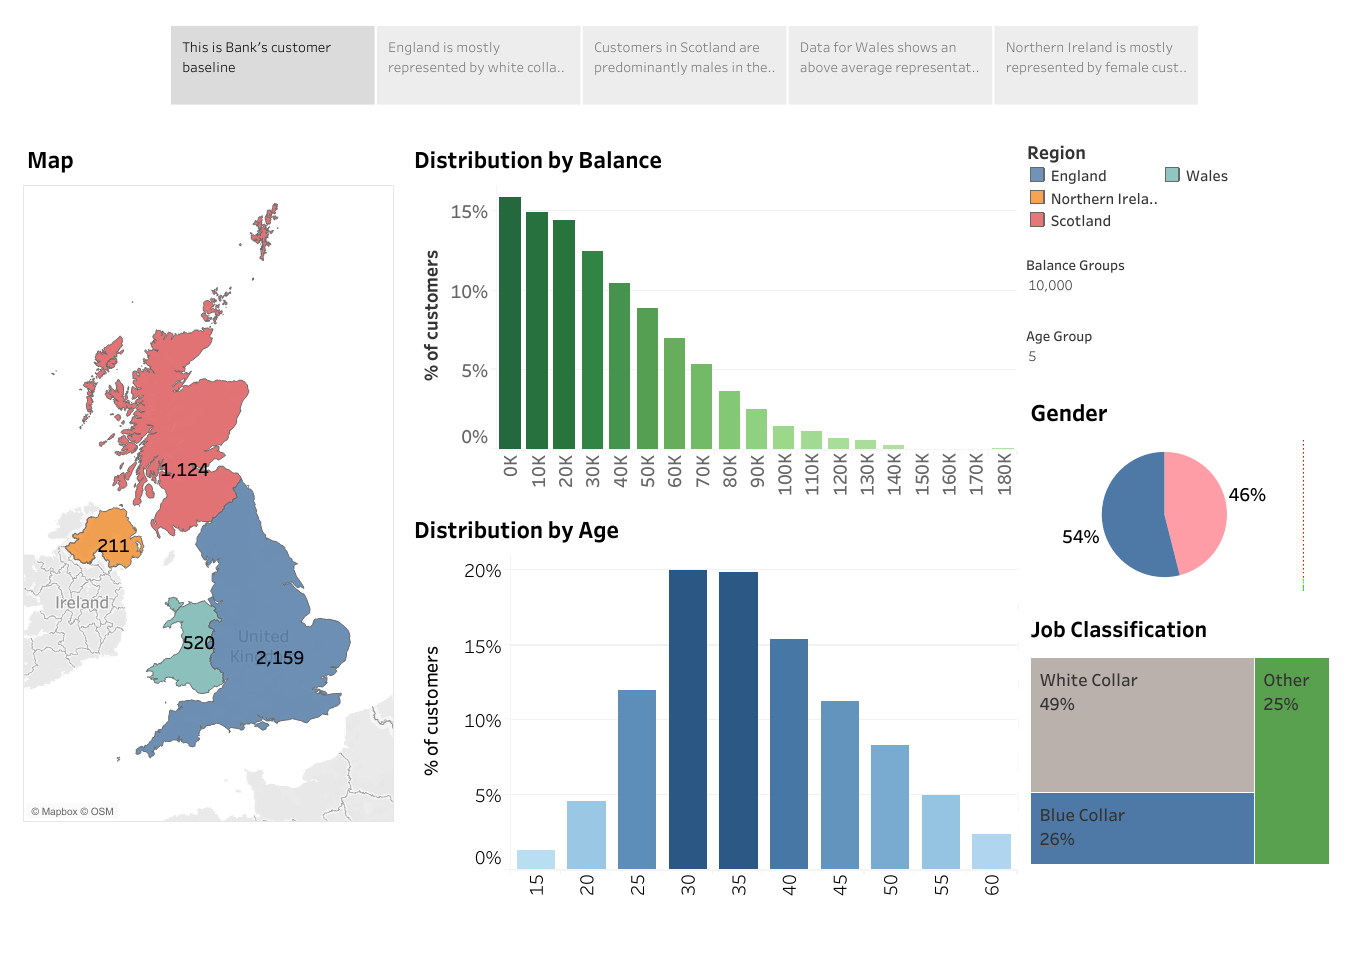 This is Bank's customer
baseline
England is mostly
represented by white colla..
Customers in Scotland are
predominantly males in the..
Data for Wales shows an
above average representat..
Northern Ireland is mostly
represented by female cust..
Map
1,124
211
Ireland
520
United
2,159
© Mapbox © OSM
Distribution by Balance
% of customers
15%
10%
5%
0%
0K
10K
20K
30K
40K
50K
60K
70K
80K
90K
100K
110K
120K
130K
140K
150K
160K
170K
180K
Distribution by Age
% of customers
20%
15%
10%
5%
0%
15
20
25
30
35
40
45
50
55
60
Region
England
Wales
Northern Irela..
Scotland
Balance Groups
10,000
Age Group
5
Gender
46%
54%
Job Classification
White Collar
49%
Other
25%
Blue Collar
26%